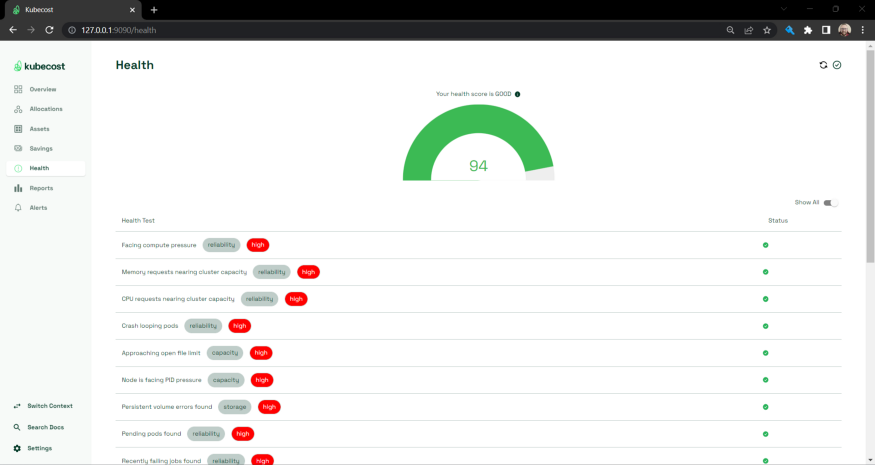 Kubecost
127.0.0.1:9090/health
kubecost
Overview
Allocations
Assets
Savings
Health
Reports
Alerts
Switch Context
Search Docs
Settings
Health
Your health score is GOOD
94
Show All
Health Test Status
Facing compute pressure reliability high
Memory requests nearing cluster capacity reliability high
CPU requests nearing cluster capacity reliability high
Crash looping pods reliability high
Approaching open file limit capacity high
Node is facing PID pressure capacity high
Persistent volume errors found storage high
Pending pods found reliability high
Recently failing jobs found reliability high